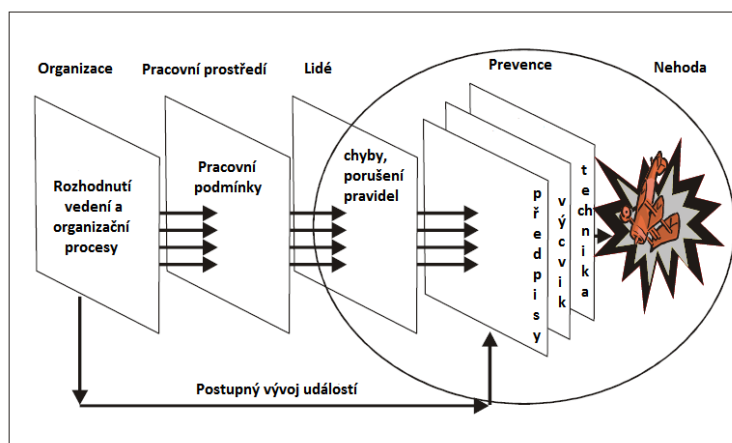 Organizace
Pracovní prostředí
Lidé
Prevence
Nehoda
Rozhodnutí
vedení a
organizační
procesy
Pracovní
podmínky
chyby,
porušení
pravidel
předpisy
výcvik
technika
Postupný vývoj událostí